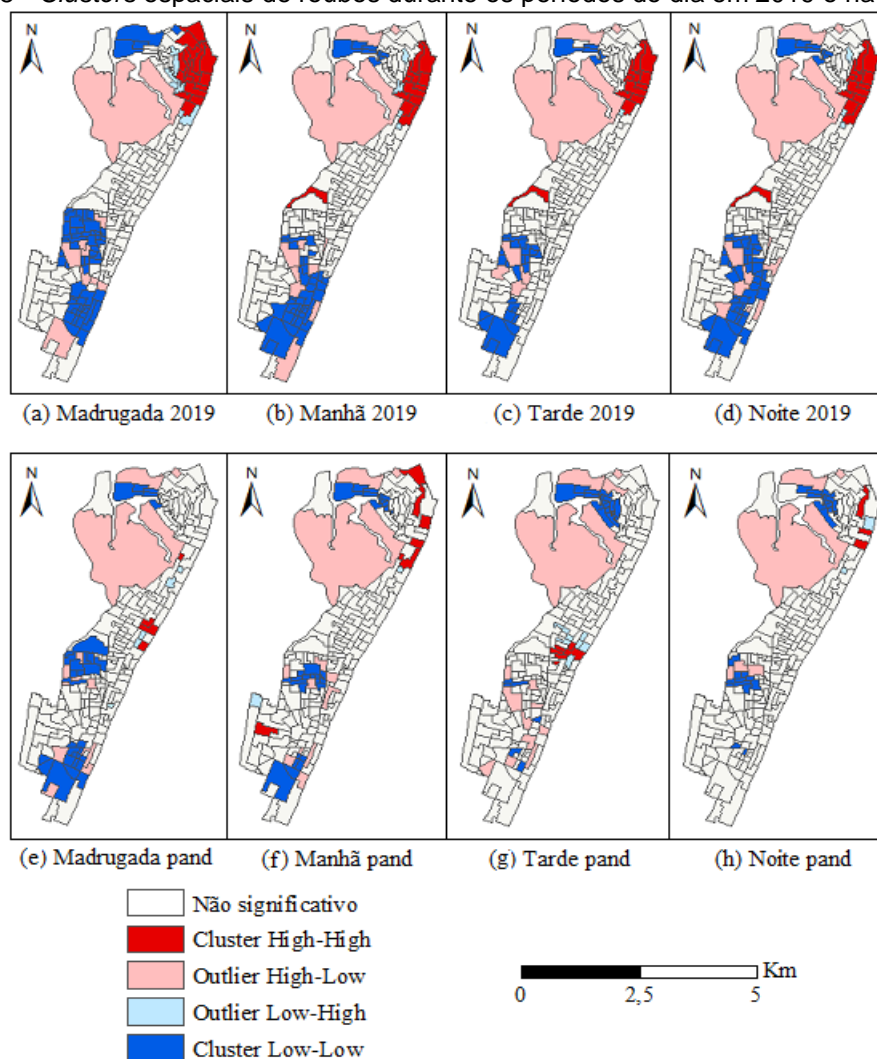 Clusters espaciais de roubos durante os períodos do dia em 2019 e na
N
N
N
N
(a) Madrugada 2019
(b) Manhã 2019
(c) Tarde 2019
(d) Noite 2019
N
N
N
N
(e) Madrugada pand
(f) Manhã pand
(g) Tarde pand
(h) Noite pand
Não significativo
Cluster High-High
Outlier High-Low
Outlier Low-High
Cluster Low-Low
Km
0 2,5 5